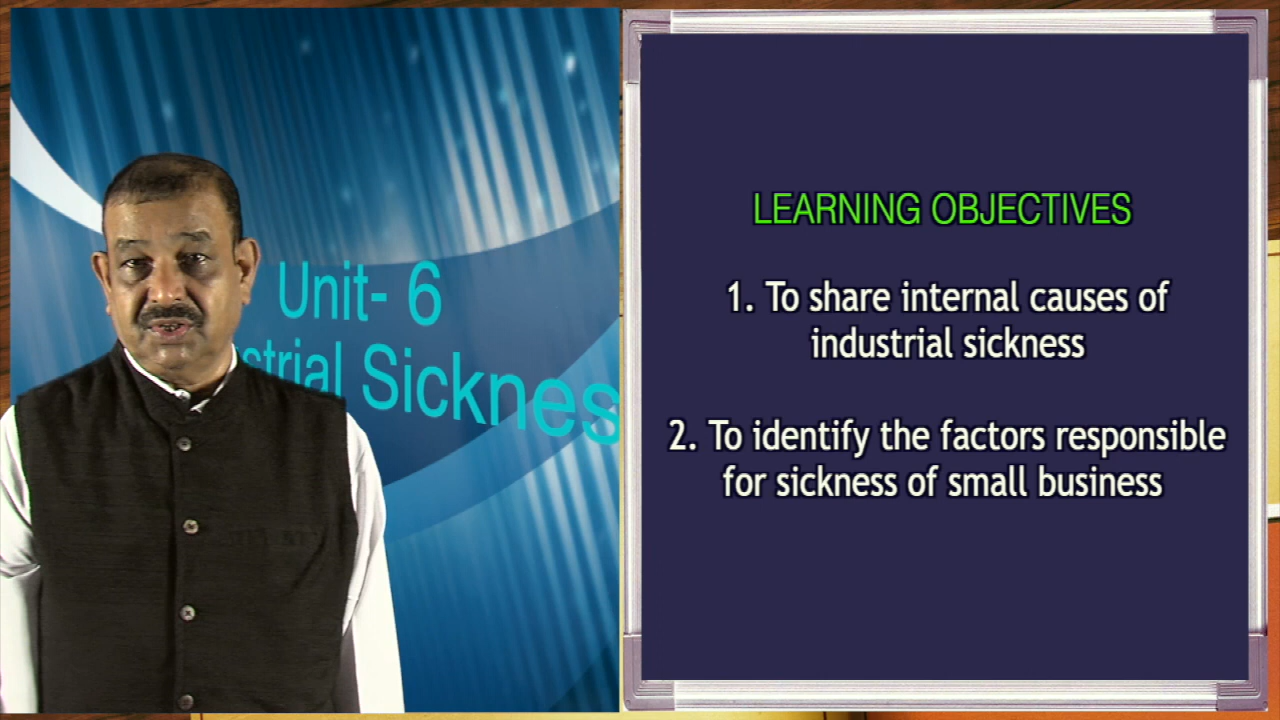 Unit- 6
strial Sicknes
LEARNING OBJECTIVES
1. To share internal causes of
industrial sickness
2. To identify the factors responsible
for sickness of small business